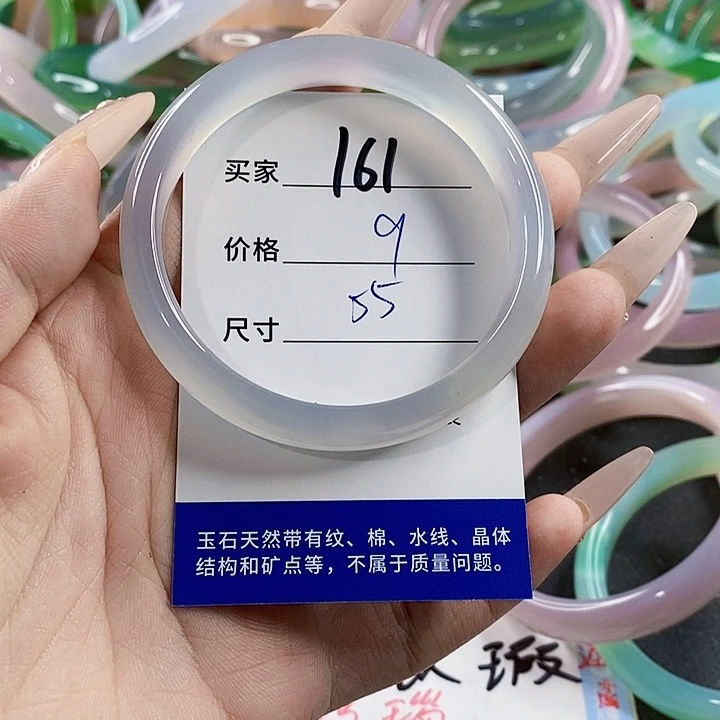 买家 161
价格 9
尺寸 55
玉石天然带有纹、棉、水线、晶体
结构和矿点等，不属于质量问题。